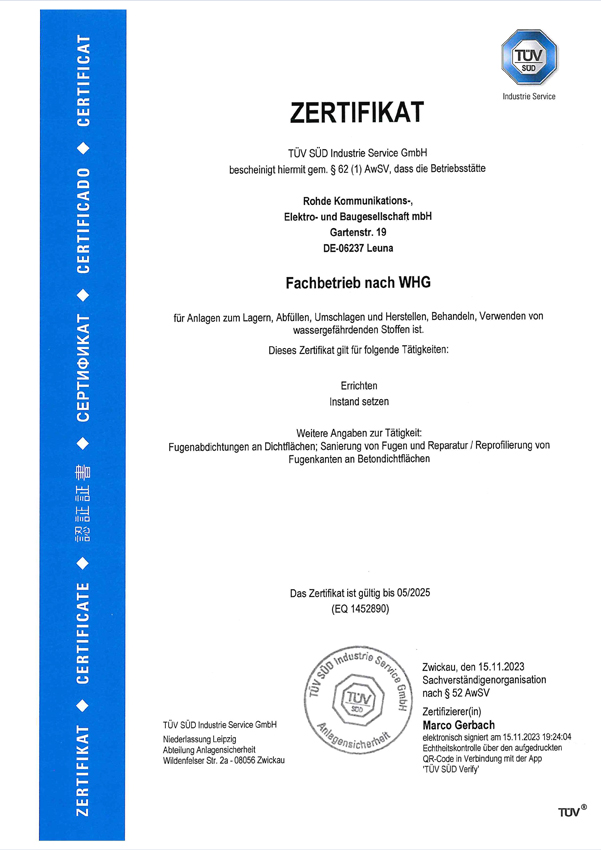 TÜV
SÜD
Industrie Service
ZERTIFIKAT
TÜV SÜD Industrie Service GmbH
bescheinigt hiermit gem. § 62 (1) AwSV, dass die Betriebsstätte
Rohde Kommunikations-,
Elektro- und Baugesellschaft mbH
Gartenstr. 19
DE-06237 Leuna
Fachbetrieb nach WHG
für Anlagen zum Lagern, Abfüllen, Umschlagen und Herstellen, Behandeln, Verwenden von
wassergefährdenden Stoffen ist.
Dieses Zertifikat gilt für folgende Tätigkeiten:
Errichten
Instand setzen
Weitere Angaben zur Tätigkeit:
Fugenabdichtungen an Dichtflächen; Sanierung von Fugen und Reparatur / Reprofilierung von
Fugenkanten an Betondichtflächen
Das Zertifikat ist gültig bis 05/2025
(EQ 1452890)
TÜV SÜD Industrie Service GmbH
TÜV
SÜD
Anlagensicherheit
Zwickau, den 15.11.2023
Sachverständigenorganisation
nach § 52 AwSV
Zertifizierer(in)
Marco Gerbach
elektronisch signiert am 15.11.2023 19:24:04
Echtheitskontrolle über den aufgedruckten
QR-Code in Verbindung mit der App
'TÜV SÜD Verify'
TÜV SÜD Industrie Service GmbH
Niederlassung Leipzig
Abteilung Anlagensicherheit
Wildenfelser Str. 2a - 08056 Zwickau
TÜV®
ZERTIFIKAT ◆ CERTIFICATE ◆ 認証証書 ◆ СЕРТИФИКАТ ◆ CERTIFICADO ◆ CERTIFICAT